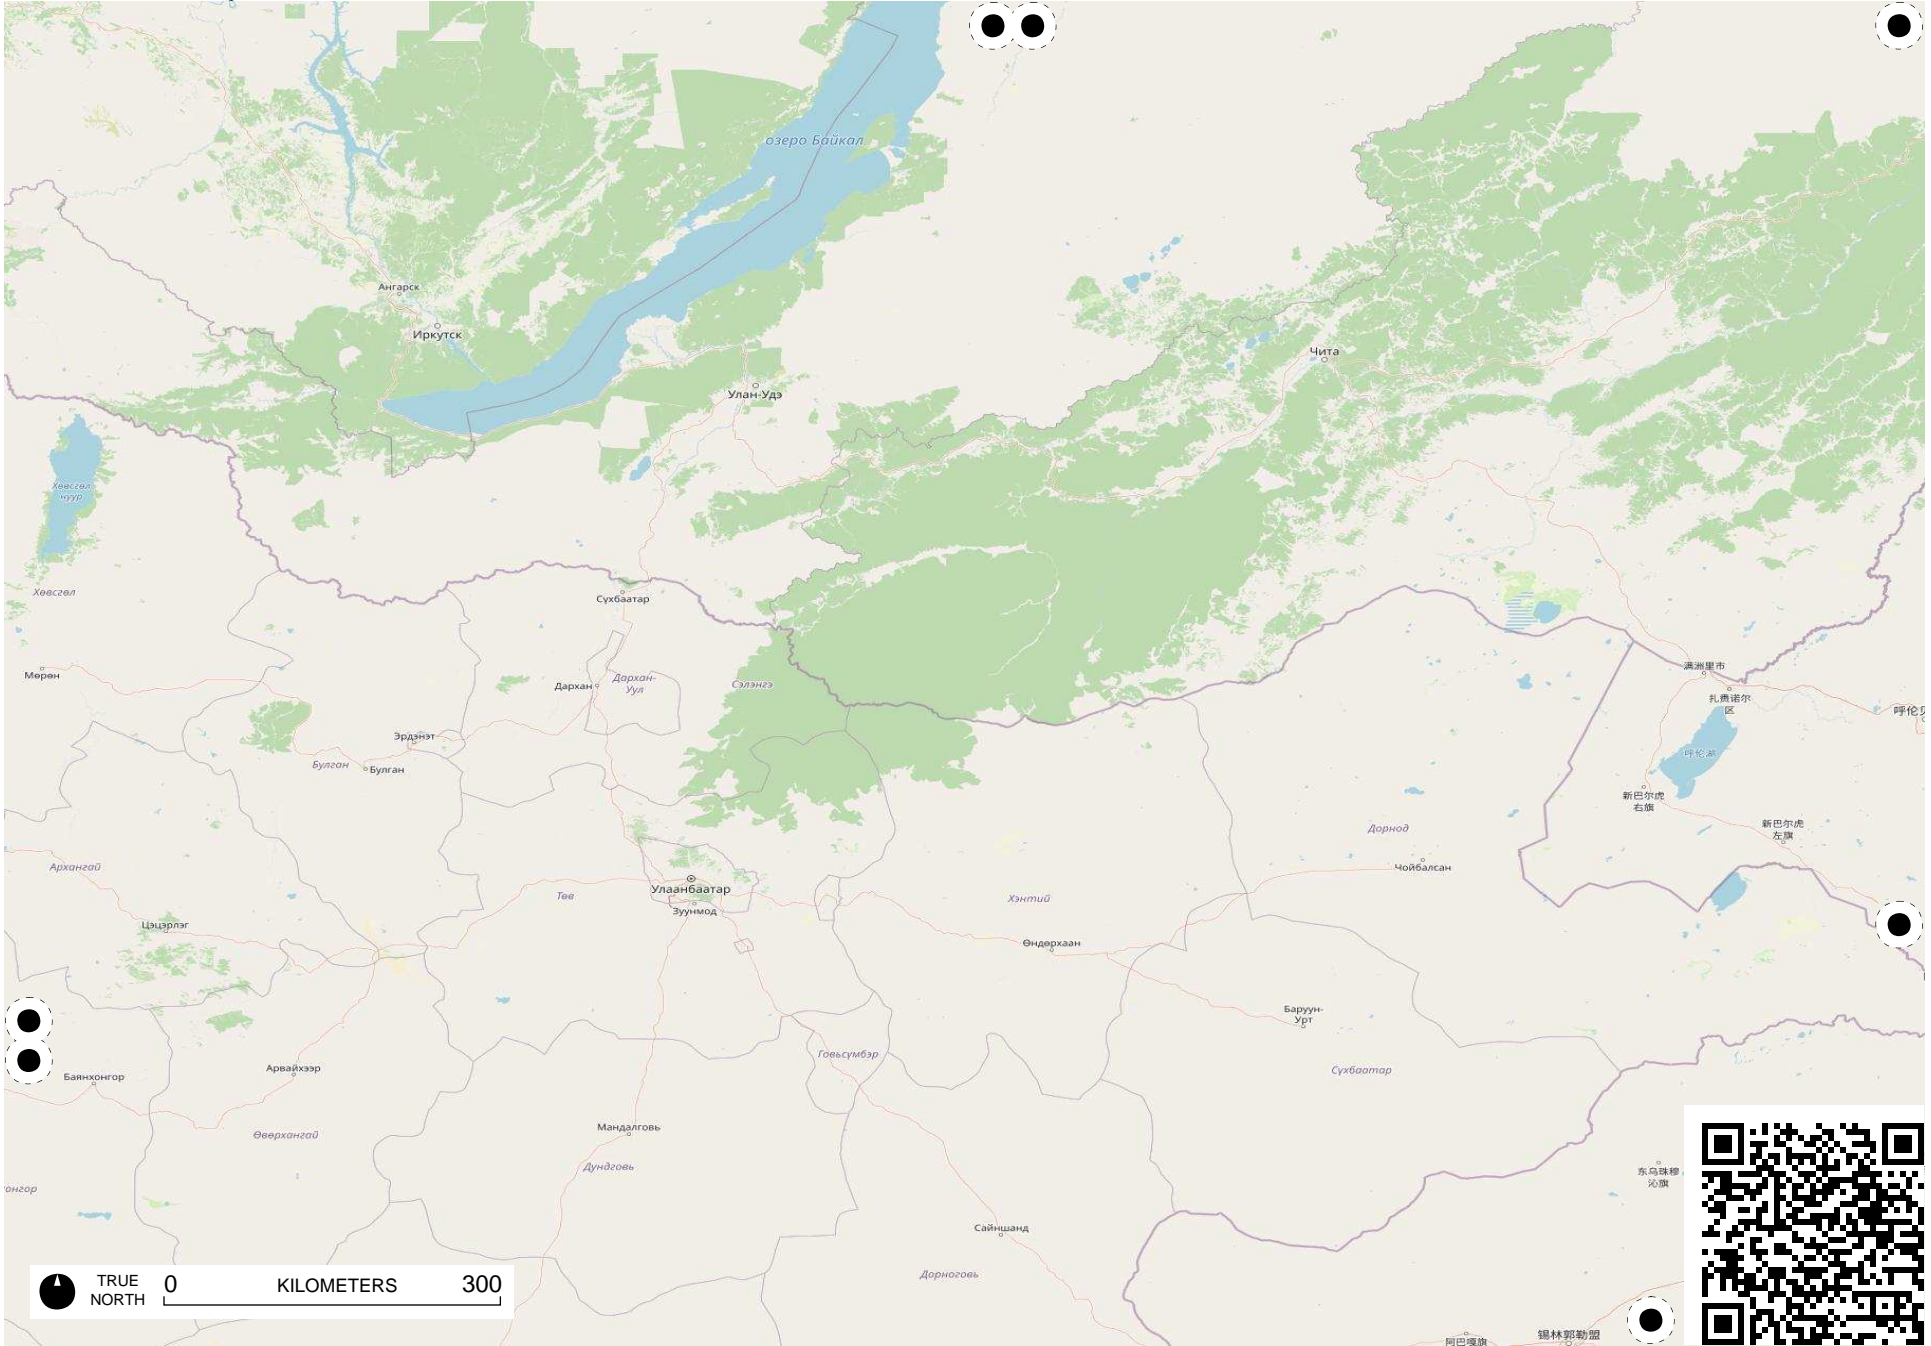 озеро Байкал
Ангарск
Иркутск
Чита
Улан-Удэ
Хөвсгөл
нуур
Хөвсгөл
Сүхбаатар
Мөрөн
Дархан
Дархан-
Уул
Сэлэнгэ
满洲里市
扎赉诺尔
区
Эрдэнэт
Булган
Булган
呼伦湖
新巴尔虎
右旗
新巴尔虎
左旗
Дорнод
Чойбалсан
Архангай
Улаанбаатар
Төв
Зуунмод
Хэнтий
Цэцэрлэг
Өндөрхаан
Баруун-
Урт
Говьсүмбэр
Сүхбаатар
Арвайхээр
Баянхонгор
Мандалговь
Өвөрхангай
Дундговь
东乌珠穆
沁旗
онгор
Сайншанд
Дорноговь
TRUE
NORTH
0 KILOMETERS 300
锡林郭勒盟
阿巴嘎旗